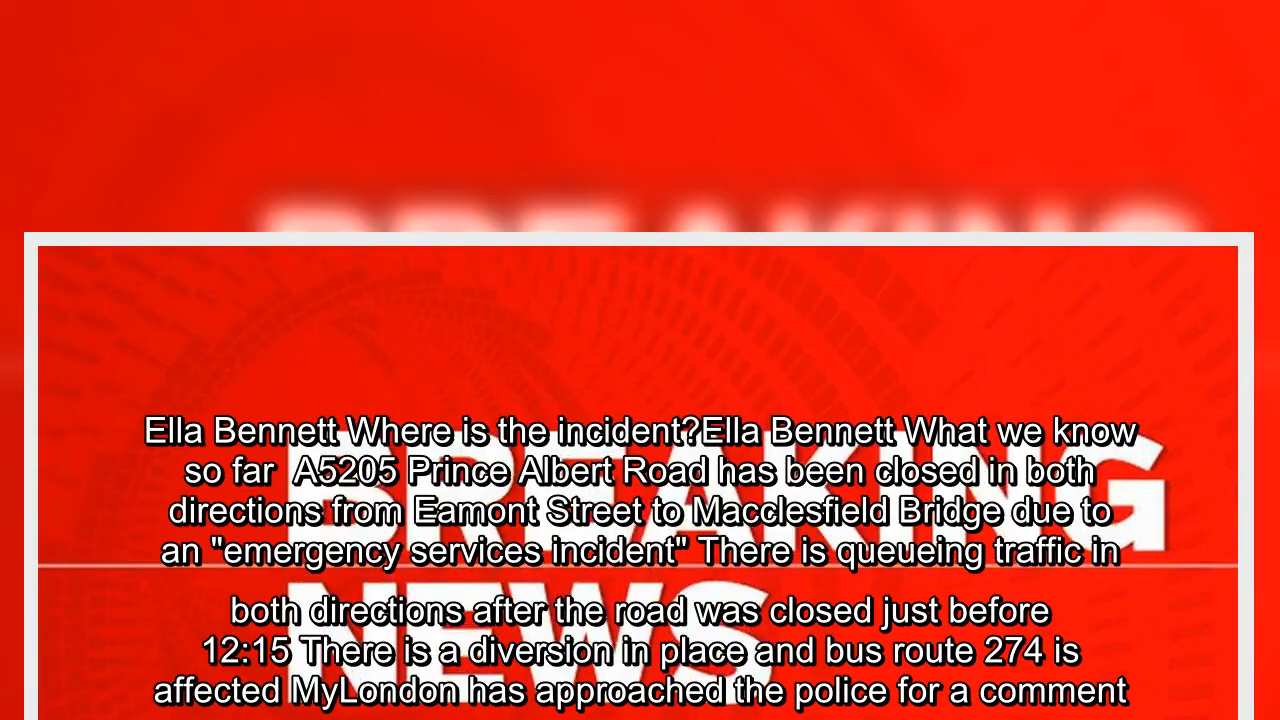 BREAKING
Ella Bennett Where is the incident?Ella Bennett What we know
so far A5205 Prince Albert Road has been closed in both
directions from Eamont Street to Macclesfield Bridge due to
an "emergency services incident" There is queueing traffic in
both directions after the road was closed just before
12:15 There is a diversion in place and bus route 274 is
affected MyLondon has approached the police for a comment
BREAKING
NEWS